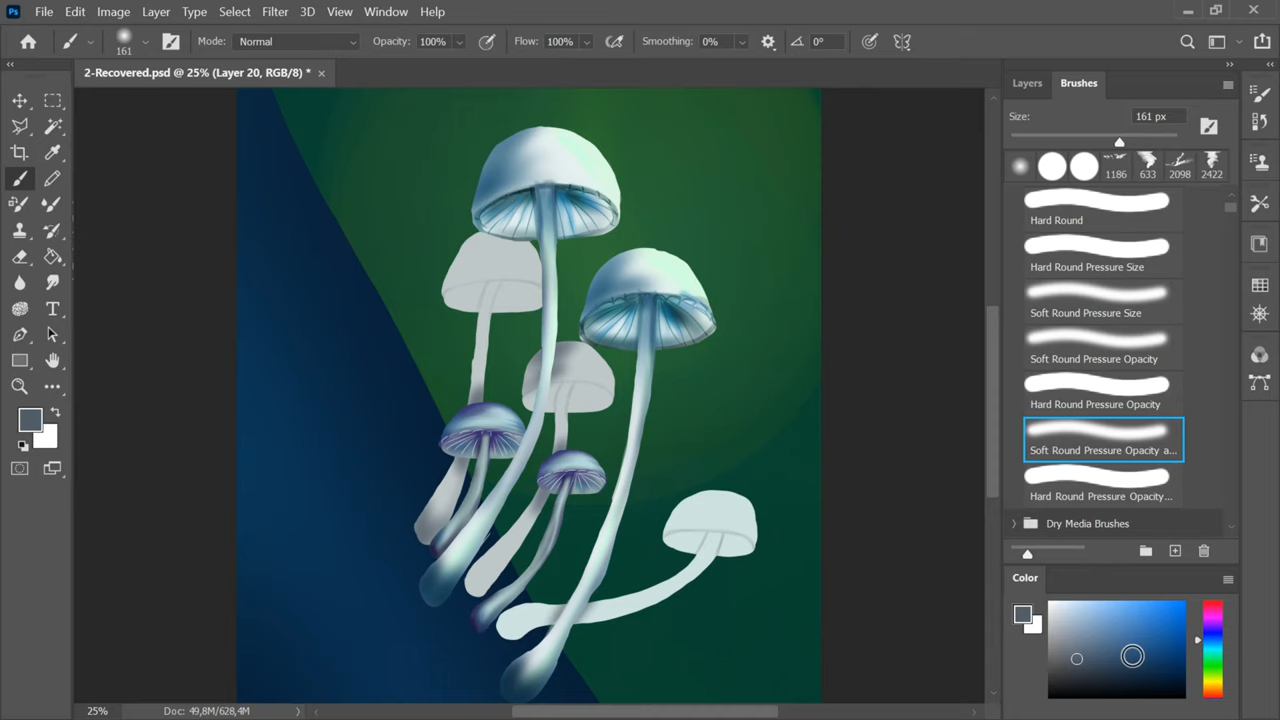 Ps File Edit Image Layer Type Select Filter 3D View Window Help
161 Mode: Normal Opacity: 100% Flow: 100% Smoothing: 0% 0°
2-Recovered.psd @ 25% (Layer 20, RGB/8) *
Layers Brushes
Size: 161 px
1186 633 2098 2422
Hard Round
Hard Round Pressure Size
Soft Round Pressure Size
Soft Round Pressure Opacity
Hard Round Pressure Opacity
Soft Round Pressure Opacity a...
Hard Round Pressure Opacity...
Dry Media Brushes
Color
25% Doc: 49,8M/628,4M